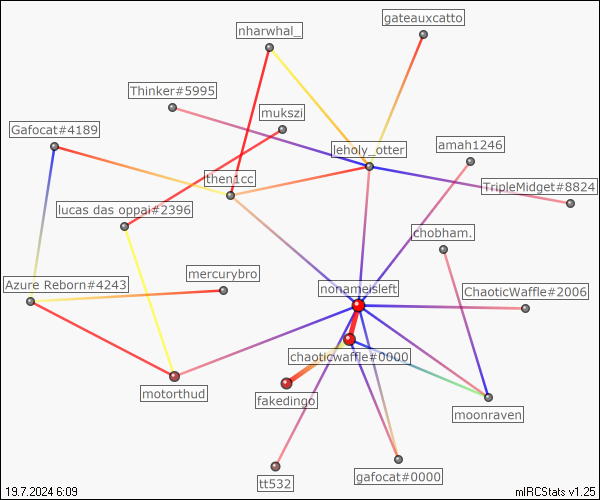 gateauxcatto
nharwhal_
Thinker#5995
mukszi
Gafocat#4189
leholy_otter
amah1246
then1cc
TripleMidget#8824
lucas das oppai#2396
chobham.
mercurybro
Azure Reborn#4243
nonameisleft
ChaoticWaffle#2006
chaoticwaffle#0000
motorthud
fakedingo
moonraven
tt532
gafocat#0000
19.7.2024 6:09
mIRCStats v1.25